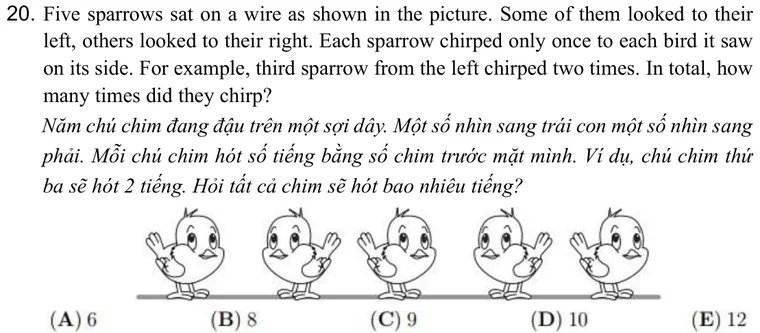 20. Five sparrows sat on a wire as shown in the picture. Some of them looked to their
left, others looked to their right. Each sparrow chirped only once to each bird it saw
on its side. For example, third sparrow from the left chirped two times. In total, how
many times did they chirp?
Năm chú chim đang đậu trên một sợi dây. Một số nhìn sang trái con một số nhìn sang
phải. Mỗi chú chim hót số tiếng bằng số chim trước mặt mình. Ví dụ, chú chim thứ
ba sẽ hót 2 tiếng. Hỏi tất cả chim sẽ hót bao nhiêu tiếng?
(A) 6 (B) 8 (C) 9 (D) 10 (E) 12